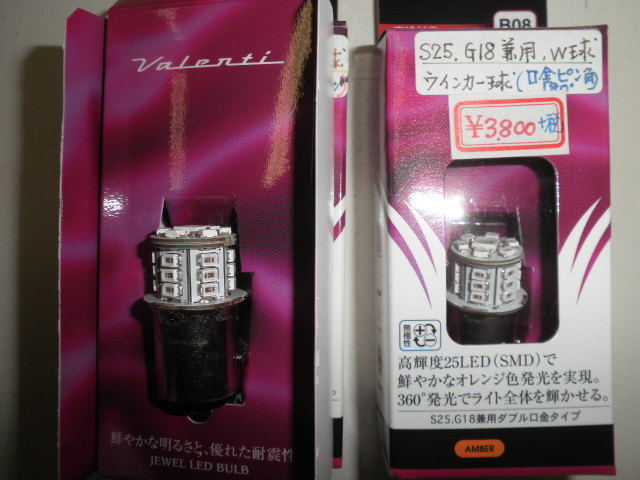 Valenti
鮮やかな明るさと、優れた耐震性
JEWEL LED BULB
B08
S25.G18兼用.W球
ウインカー球(口金ピン角
¥3,800+税
無極性
高輝度25LED(SMD)で
鮮やかなオレンジ色発光を実現。
360°発光でライト全体を輝かせる。
S25.G18兼用ダブル口金タイプ
AMBER